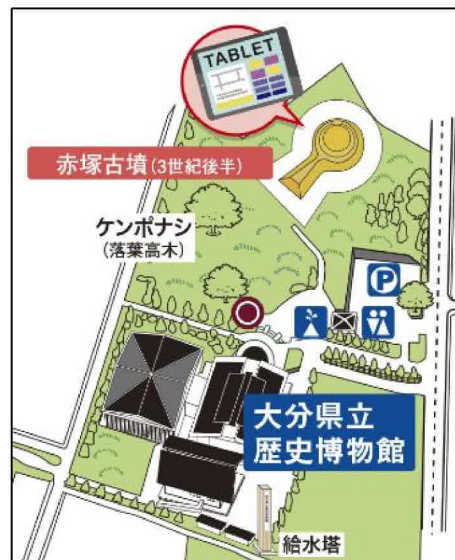 TABLET
赤塚古墳(3世紀後半)
ケンポナシ
(落葉高木)
P
大分県立
歴史博物館
給水塔